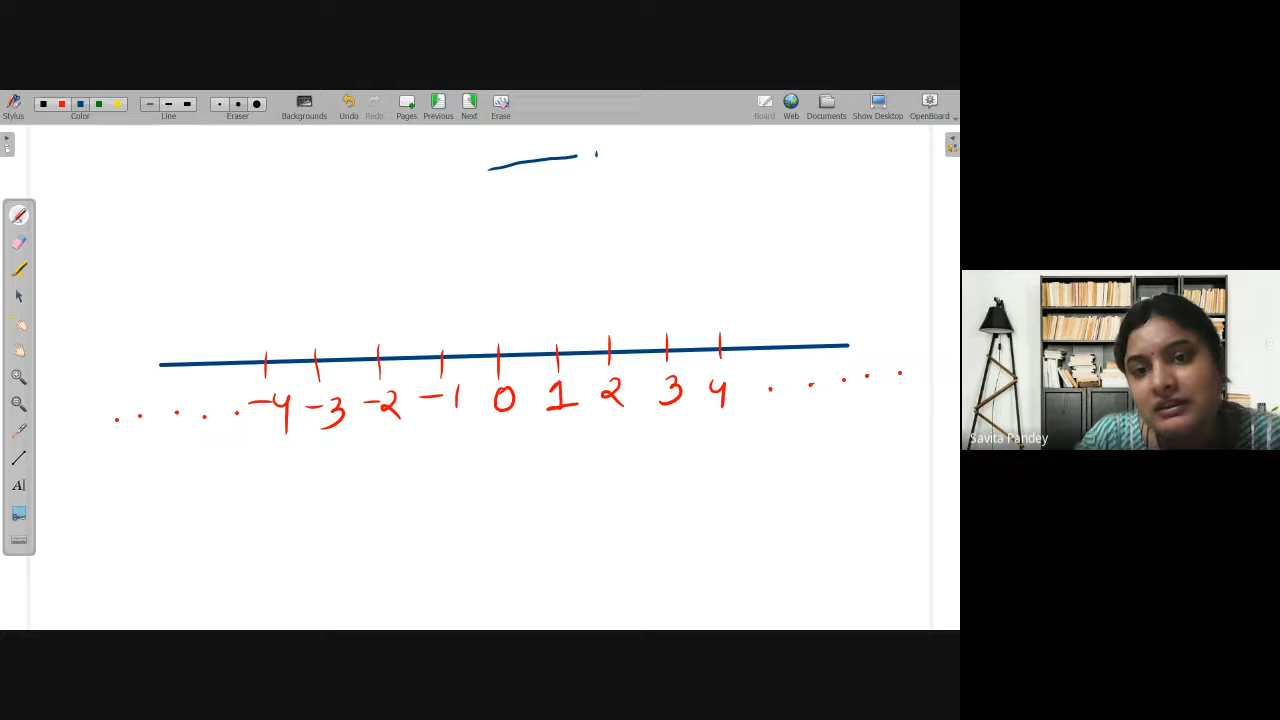 Stylus Color Line Eraser Backgrounds Undo Redo Pages Previous Next Erase Board Web Documents Show Desktop OpenBoard
..... -4 -3 -2 -1 0 1 2 3 4 .....
Savita Pandey